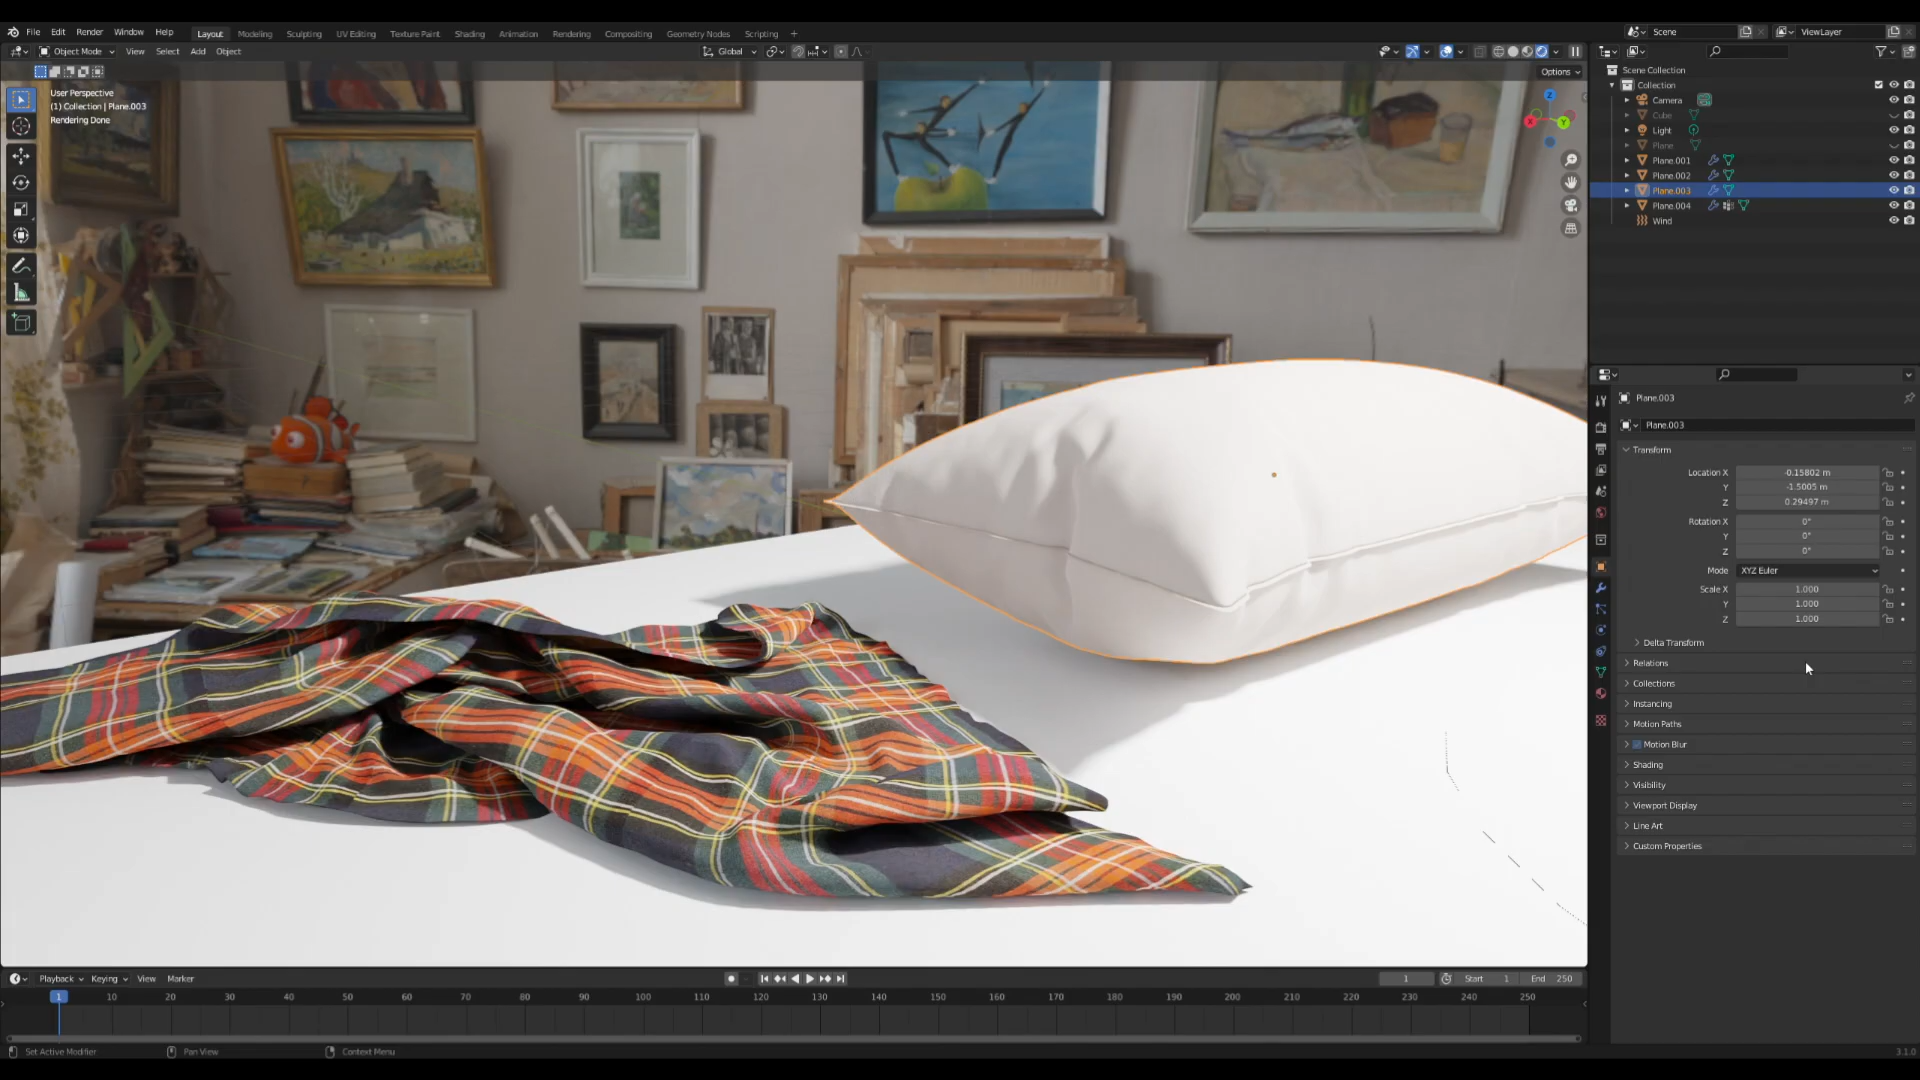 File Edit Render Window Help Layout Modeling Sculpting UV Editing Texture Paint Shading Animation Rendering Compositing Geometry Nodes Scripting + Scene ViewLayer
Object Mode View Select Add Object Global
Options
User Perspective
(1) Collection | Plane.003
Rendering Done
X Y Z
Scene Collection
Collection
Camera
Cube
Light
Plane
Plane.001
Plane.002
Plane.003
Plane.004
Wind
Plane.003
Plane.003
Transform
Location X -0.15802 m
Y -1.5005 m
Z 0.29497 m
Rotation X 0°
Y 0°
Z 0°
Mode XYZ Euler
Scale X 1.000
Y 1.000
Z 1.000
Delta Transform
Relations
Collections
Instancing
Motion Paths
Motion Blur
Shading
Visibility
Viewport Display
Line Art
Custom Properties
Playback Keying View Marker 1 Start 1 End 250
1 10 20 30 40 50 60 70 80 90 100 110 120 130 140 150 160 170 180 190 200 210 220 230 240 250
Set Active Modifier Pan View Context Menu 3.1.0